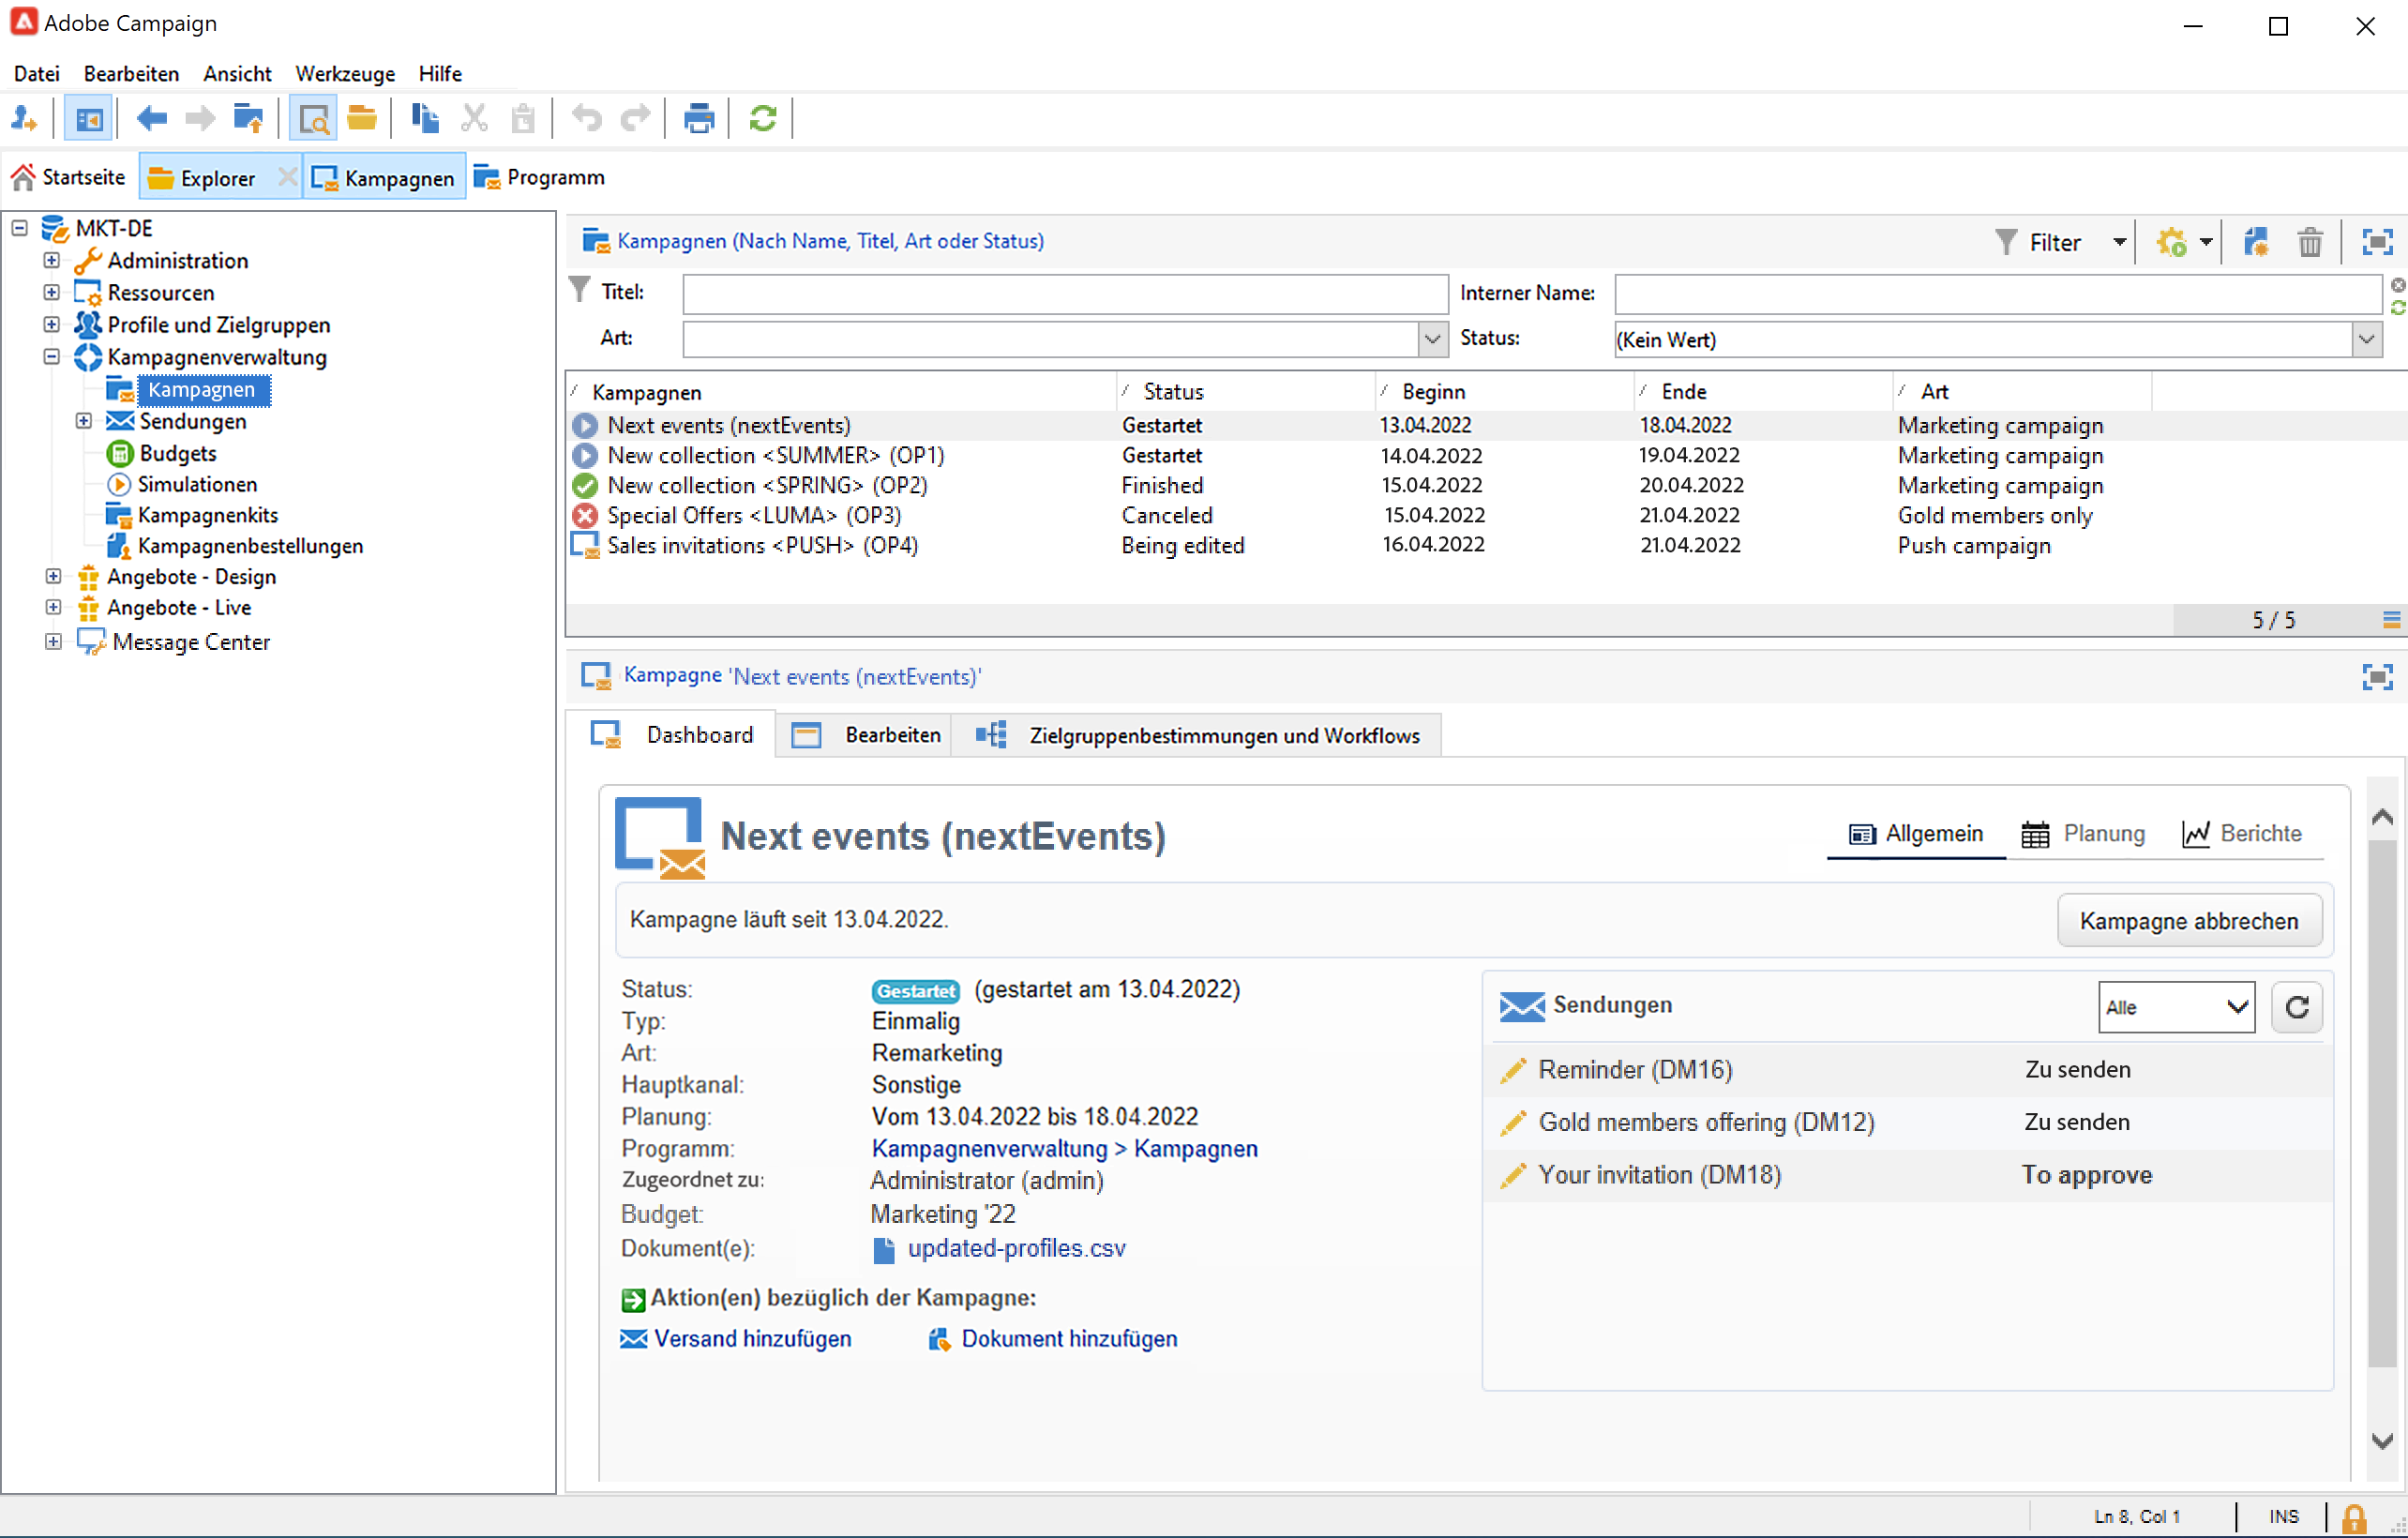 Adobe Campaign
Datei Bearbeiten Ansicht Werkzeuge Hilfe
Startseite Explorer Kampagnen Programm
MKT-DE
Administration
Ressourcen
Profile und Zielgruppen
Kampagnenverwaltung
Kampagnen
Sendungen
Budgets
Simulationen
Kampagnenkits
Kampagnenbestellungen
Angebote - Design
Angebote - Live
Message Center
Kampagnen (Nach Name, Titel, Art oder Status) Filter
Titel: Interner Name:
Art: Status: (Kein Wert)
Kampagnen Status Beginn Ende Art
Next events (nextEvents) Gestartet 13.04.2022 18.04.2022 Marketing campaign
New collection <SUMMER> (OP1) Gestartet 14.04.2022 19.04.2022 Marketing campaign
New collection <SPRING> (OP2) Finished 15.04.2022 20.04.2022 Marketing campaign
Special Offers <LUMA> (OP3) Canceled 15.04.2022 21.04.2022 Gold members only
Sales invitations <PUSH> (OP4) Being edited 16.04.2022 21.04.2022 Push campaign
5 / 5
Kampagne 'Next events (nextEvents)'
Dashboard Bearbeiten Zielgruppenbestimmungen und Workflows
Next events (nextEvents) Allgemein Planung Berichte
Kampagne läuft seit 13.04.2022. Kampagne abbrechen
Status: Gestartet (gestartet am 13.04.2022)
Typ: Einmalig
Art: Remarketing
Hauptkanal: Sonstige
Planung: Vom 13.04.2022 bis 18.04.2022
Programm: Kampagnenverwaltung > Kampagnen
Zugeordnet zu: Administrator (admin)
Budget: Marketing '22
Dokument(e): updated-profiles.csv
Aktion(en) bezüglich der Kampagne:
Versand hinzufügen Dokument hinzufügen
Sendungen Alle
Reminder (DM16) Zu senden
Gold members offering (DM12) Zu senden
Your invitation (DM18) To approve
Ln 8, Col 1 INS